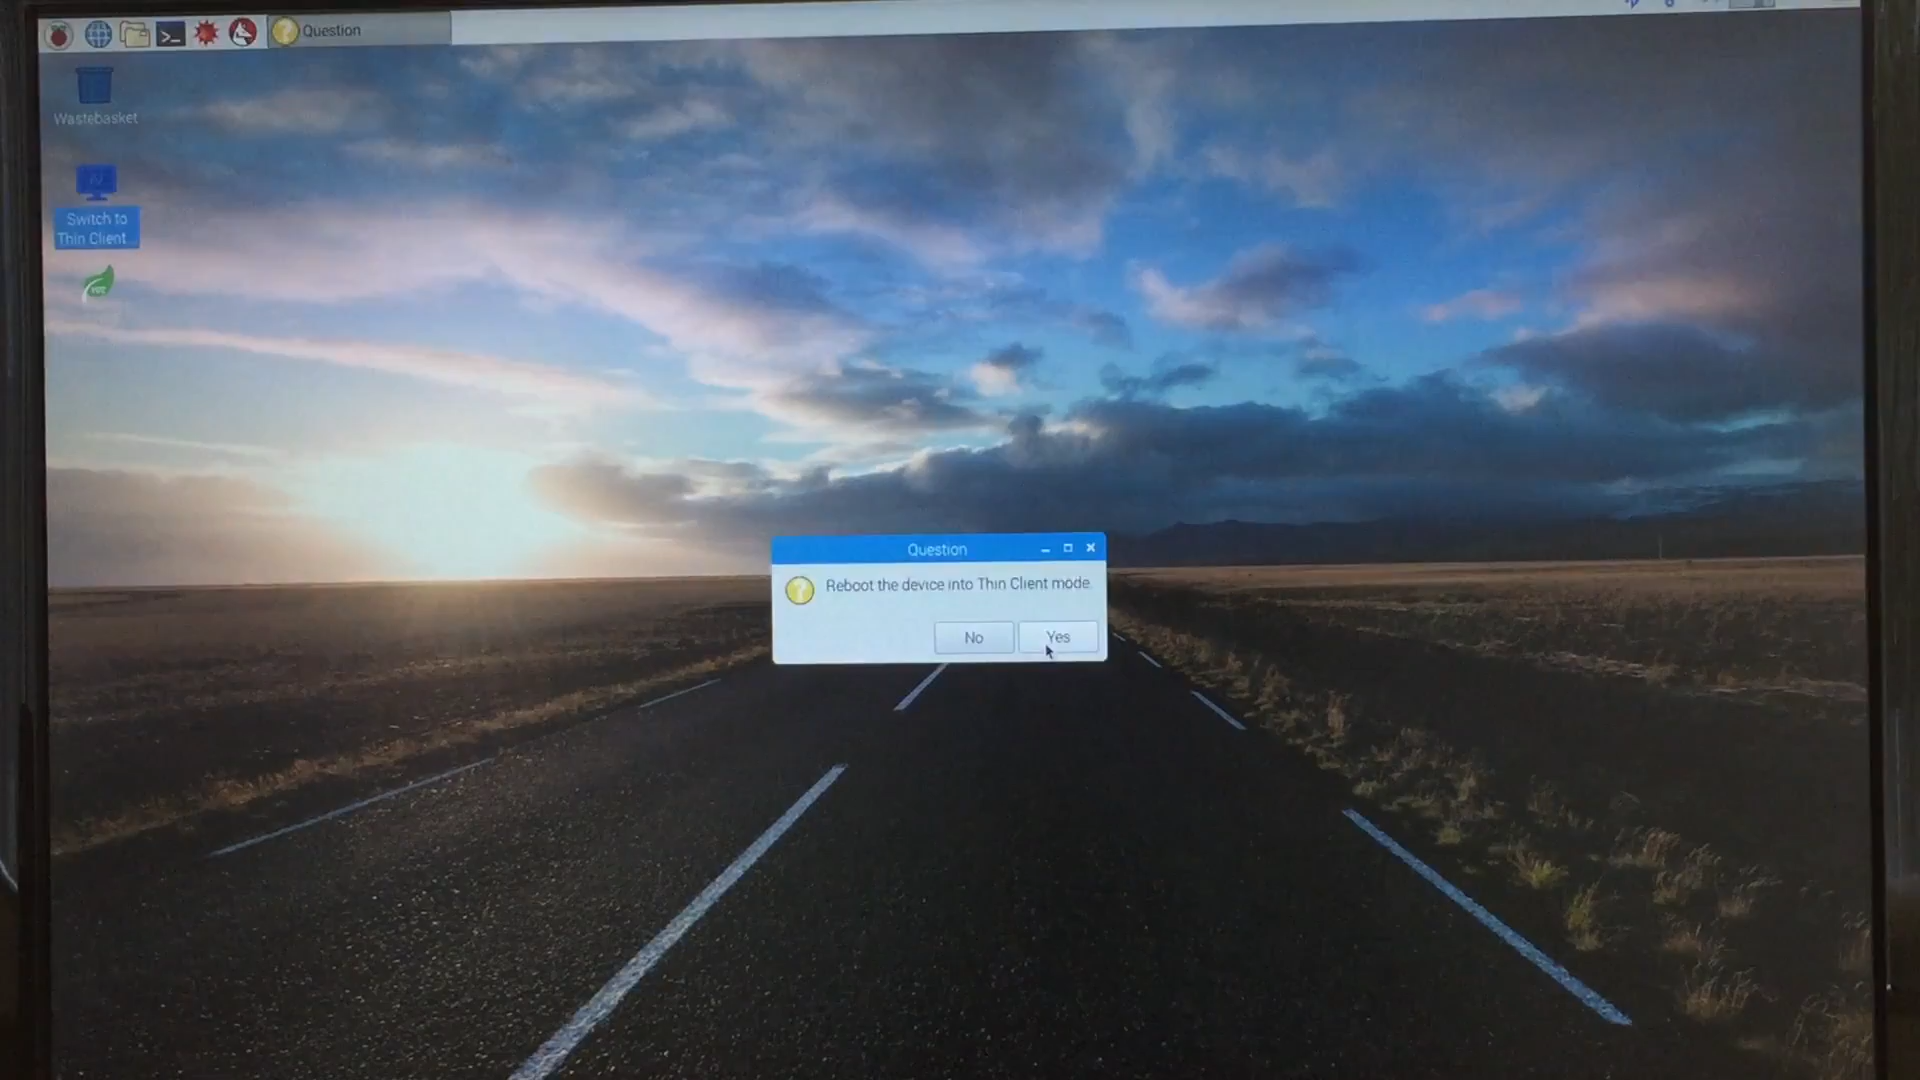 Question
Wastebasket
Switch to
Thin Client...
Question
Reboot the device into Thin Client mode.
No
Yes